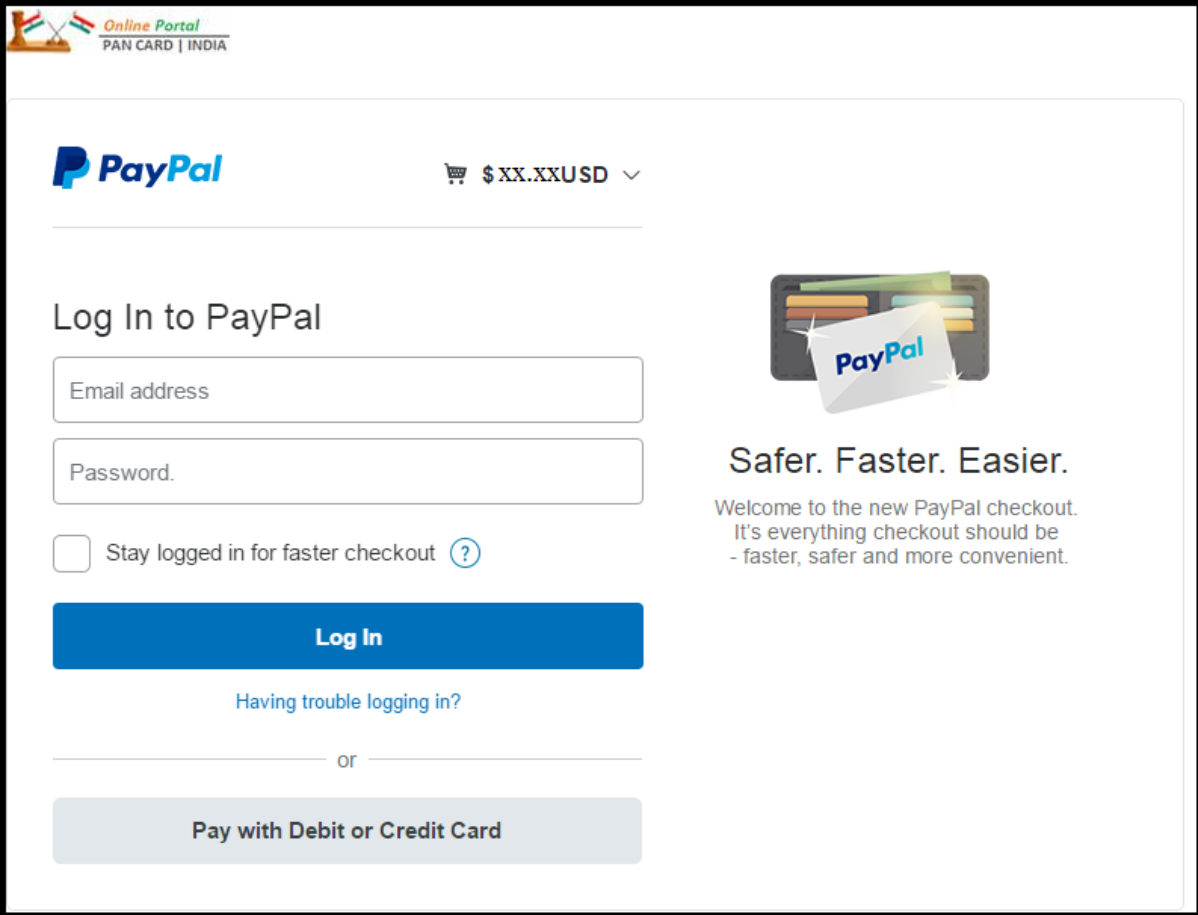 Online Portal
PAN CARD | INDIA
PayPal
$XX.XXUSD
Log In to PayPal
Email address
Password.
Stay logged in for faster checkout ?
Log In
Having trouble logging in?
or
Pay with Debit or Credit Card
PayPal
Safer. Faster. Easier.
Welcome to the new PayPal checkout.
It's everything checkout should be
- faster, safer and more convenient.